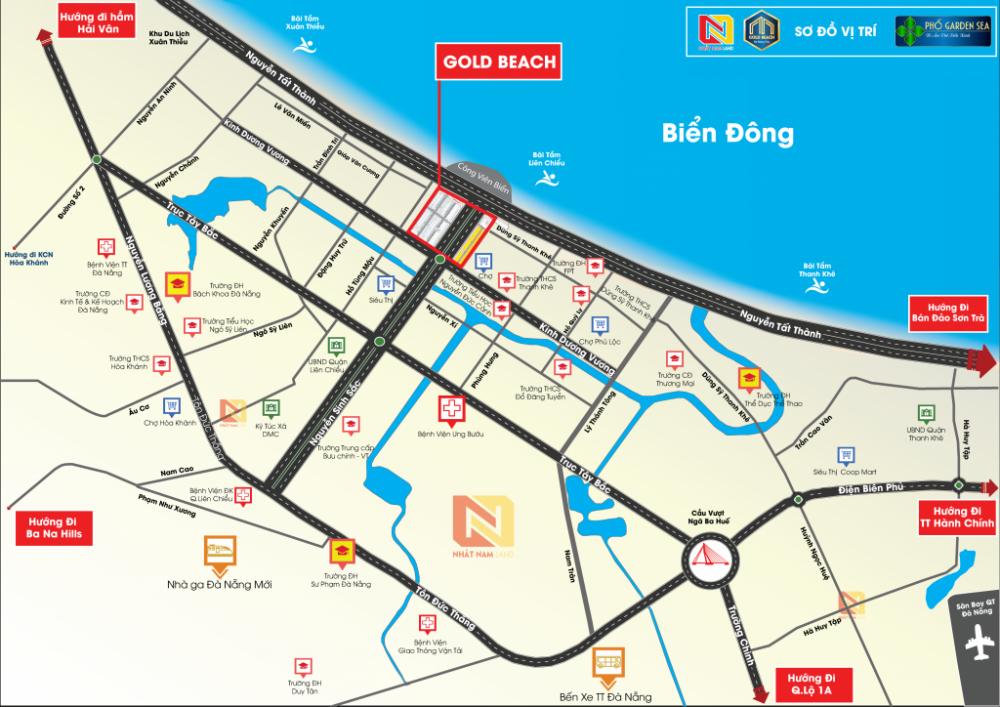 Hướng đi hầm
Hải Vân
Khu Du Lịch
Xuân Thiều
Bãi Tắm
Xuân Thiều
NHẤT NAM LAND
GOLD BEACH
SƠ ĐỒ VỊ TRÍ
PHỐ GARDEN SEA
GOLD BEACH
Biển Đông
Nguyễn Tất Thành
Nguyễn An Ninh
Lê Văn Miến
Kinh Dương Vương
Trần Đình Tri
Giáp Văn Cương
Công Viên Biển
Bãi Tắm
Liên Chiểu
Đường Số 2
Nguyễn Chánh
Trục Tây Bắc
Nguyễn Khuyến
Đặng Huy Trứ
Hồ Tùng Mậu
Dũng Sỹ Thanh Khê
Hướng đi KCN
Hòa Khánh
Bệnh Viện TT
Đà Nẵng
Nguyễn Lương Bằng
Trường ĐH
Bách Khoa Đà Nẵng
Trường CĐ
Kinh Tế & Kế Hoạch
Đà Nẵng
Siêu Thị
Chợ
Trường Tiểu Học
Nguyễn Đức Cảnh
Trường THCS
Thanh Khê
Trường ĐH
FPT
Trường THCS
Dũng Sỹ Thanh Khê
Hồ Quý Ly
Bãi Tắm
Thanh Khê
Hướng Đi
Bán Đảo Sơn Trà
Nguyễn Tất Thành
Trường Tiểu Học
Ngô Sỹ Liên
Ngô Sỹ Liên
Nguyễn Xí
Kinh Dương Vương
Chợ Phú Lộc
Trường THCS
Hòa Khánh
UBND Quận
Liên Chiểu
Phùng Hưng
Trường THCS
Đỗ Đăng Tuyển
Trường CĐ
Thương Mại
Dũng Sỹ Thanh Khê
Trường ĐH
Thể Dục Thể Thao
Âu Cơ
Chợ Hòa Khánh
Tôn Đức Thắng
Ký Túc Xá
DMC
Nguyễn Sinh Sắc
Trường Trung cấp
Bưu chính - VT
Bệnh Viện Ung Bướu
Lý Thánh Tông
Trần Cao Vân
UBND Quận
Thanh Khê
Hà Huy Tập
Siêu Thị Coop Mart
Nam Cao
Phạm Như Xương
Bệnh Viện ĐK
Q.Liên Chiểu
Trục Tây Bắc
Điện Biên Phủ
Hướng Đi
Ba Na Hills
NHẤT NAM LAND
Cầu Vượt
Ngã Ba Huế
Hướng Đi
TT Hành Chính
Nhà ga Đà Nẵng Mới
Trường ĐH
Sư Phạm Đà Nẵng
Nam Trân
Huỳnh Ngọc Huệ
Tôn Đức Thắng
Bệnh Viện
Giao Thông Vận Tải
Trường Chinh
Hà Huy Tập
Sân Bay QT
Đà Nẵng
Trường ĐH
Duy Tân
Bến Xe TT Đà Nẵng
Hướng Đi
Q.Lộ 1A